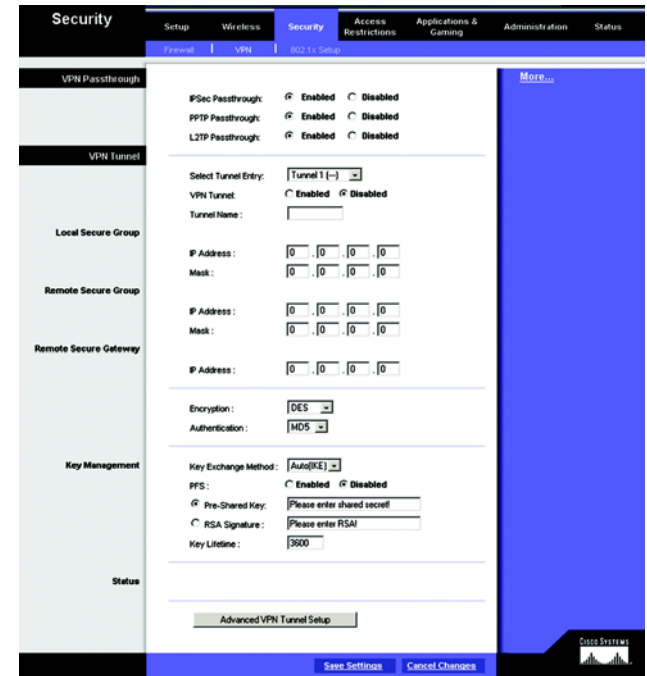 Security
Setup Wireless Security Access Restrictions Applications & Gaming Administration Status
Firewall VPN 802.1x Setup
VPN Passthrough
More...
IPSec Passthrough: Enabled Disabled
PPTP Passthrough: Enabled Disabled
L2TP Passthrough: Enabled Disabled
VPN Tunnel
Select Tunnel Entry: Tunnel 1 (---)
VPN Tunnel: Enabled Disabled
Tunnel Name :
Local Secure Group
IP Address : 0 . 0 . 0 . 0
Mask : 0 . 0 . 0 . 0
Remote Secure Group
IP Address : 0 . 0 . 0 . 0
Mask : 0 . 0 . 0 . 0
Remote Secure Gateway
IP Address : 0 . 0 . 0 . 0
Encryption : DES
Authentication : MD5
Key Management
Key Exchange Method : Auto(IKE)
PFS : Enabled Disabled
Pre-Shared Key: Please enter shared secret!
RSA Signature : Please enter RSA!
Key Lifetime : 3600
Status
Advanced VPN Tunnel Setup
Save Settings Cancel Changes
CISCO SYSTEMS